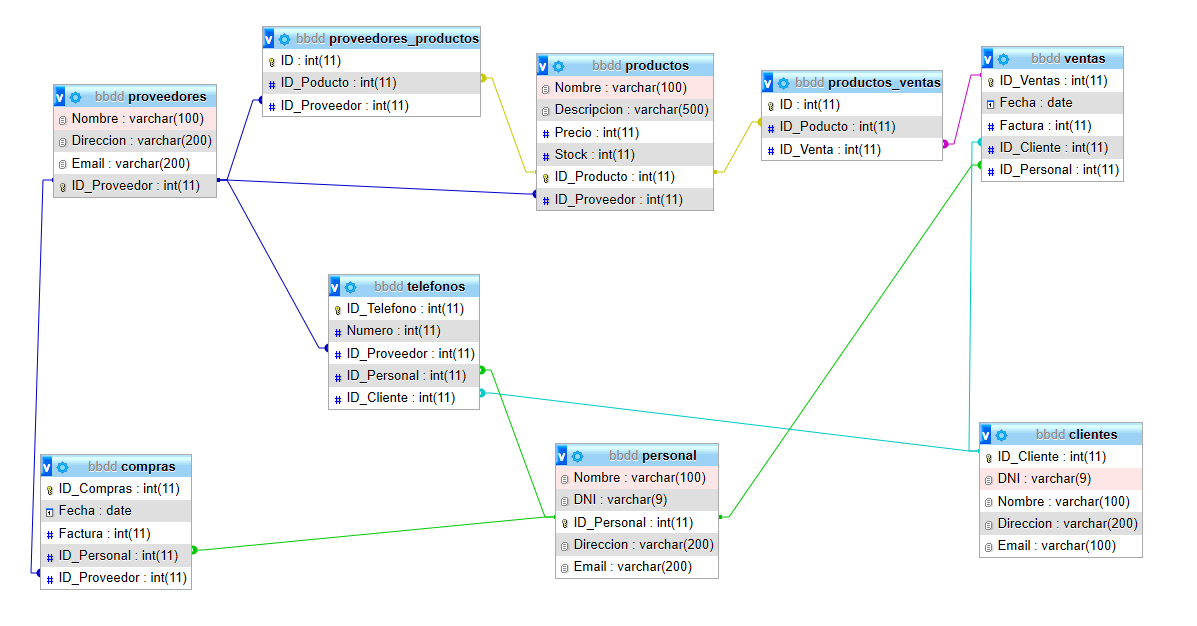 bbdd proveedores_productos
ID : int(11)
ID_Poducto : int(11)
ID_Proveedor : int(11)
bbdd proveedores
Nombre : varchar(100)
Direccion : varchar(200)
Email : varchar(200)
ID_Proveedor : int(11)
bbdd productos
Nombre : varchar(100)
Descripcion : varchar(500)
Precio : int(11)
Stock : int(11)
ID_Producto : int(11)
ID_Proveedor : int(11)
bbdd productos_ventas
ID : int(11)
ID_Poducto : int(11)
ID_Venta : int(11)
bbdd ventas
ID_Ventas : int(11)
Fecha : date
Factura : int(11)
ID_Cliente : int(11)
ID_Personal : int(11)
bbdd telefonos
ID_Telefono : int(11)
Numero : int(11)
ID_Proveedor : int(11)
ID_Personal : int(11)
ID_Cliente : int(11)
bbdd compras
ID_Compras : int(11)
Fecha : date
Factura : int(11)
ID_Personal : int(11)
ID_Proveedor : int(11)
bbdd personal
Nombre : varchar(100)
DNI : varchar(9)
ID_Personal : int(11)
Direccion : varchar(200)
Email : varchar(200)
bbdd clientes
ID_Cliente : int(11)
DNI : varchar(9)
Nombre : varchar(100)
Direccion : varchar(200)
Email : varchar(100)